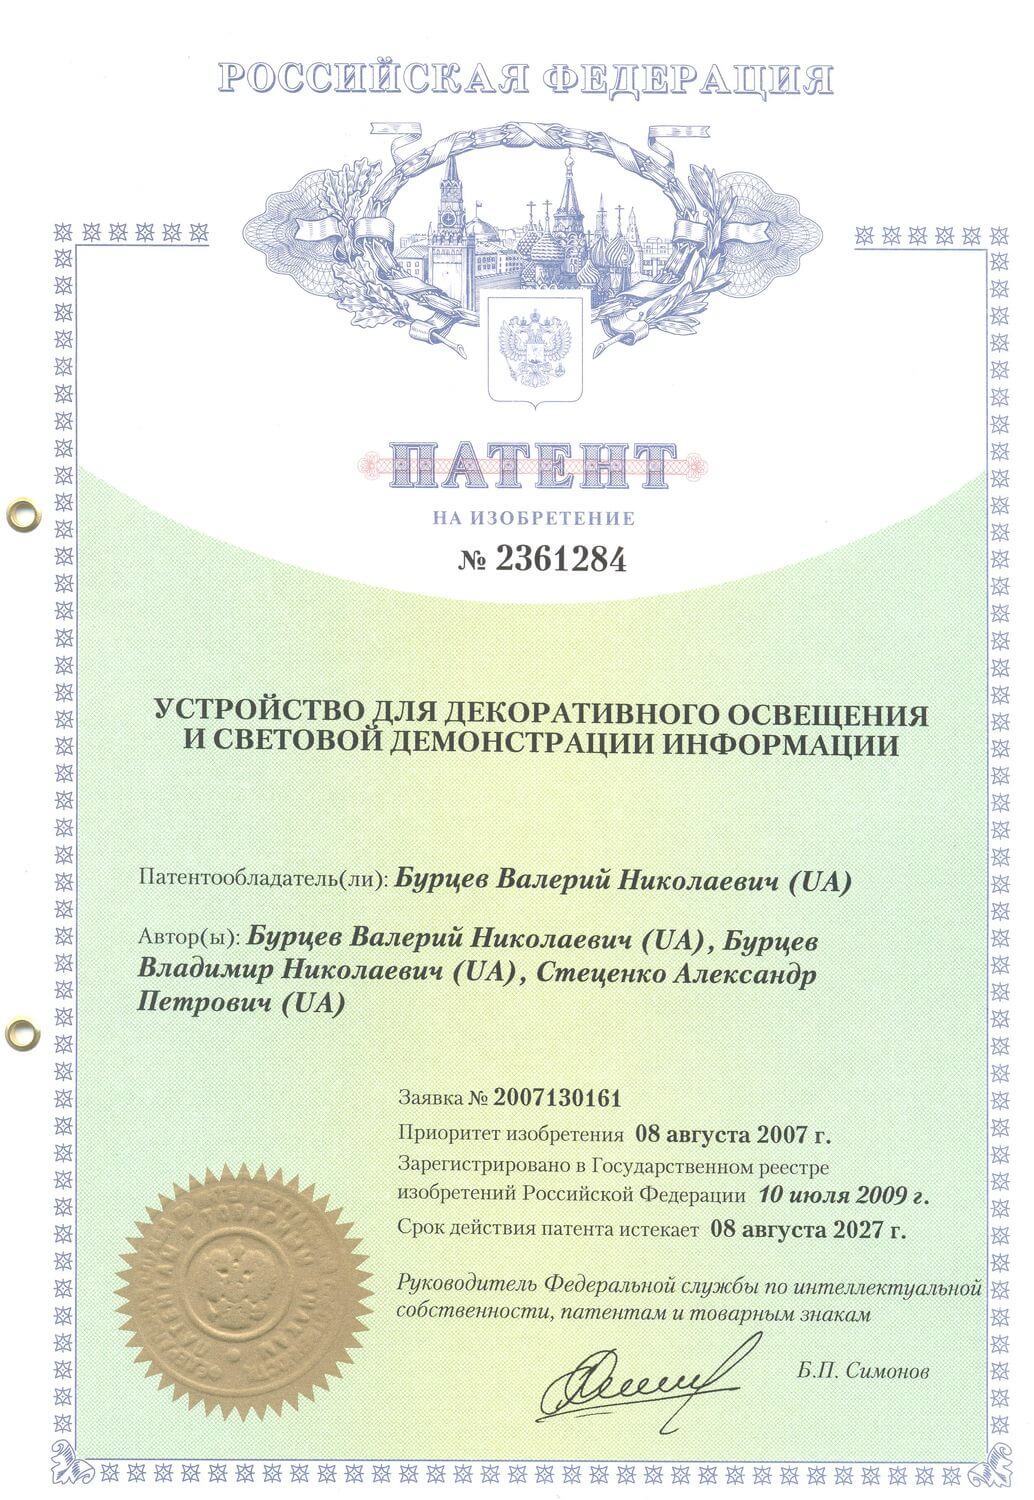 РОССИЙСКАЯ ФЕДЕРАЦИЯ
ПАТЕНТ
НА ИЗОБРЕТЕНИЕ
№ 2361284
УСТРОЙСТВО ДЛЯ ДЕКОРАТИВНОГО ОСВЕЩЕНИЯ
И СВЕТОВОЙ ДЕМОНСТРАЦИИ ИНФОРМАЦИИ
Патентообладатель(ли): Бурцев Валерий Николаевич (UA)
Автор(ы): Бурцев Валерий Николаевич (UA), Бурцев
Владимир Николаевич (UA), Стеценко Александр
Петрович (UA)
Заявка № 2007130161
Приоритет изобретения 08 августа 2007 г.
Зарегистрировано в Государственном реестре
изобретений Российской Федерации 10 июля 2009 г.
Срок действия патента истекает 08 августа 2027 г.
Руководитель Федеральной службы по интеллектуальной
собственности, патентам и товарным знакам
Б.П. Симонов